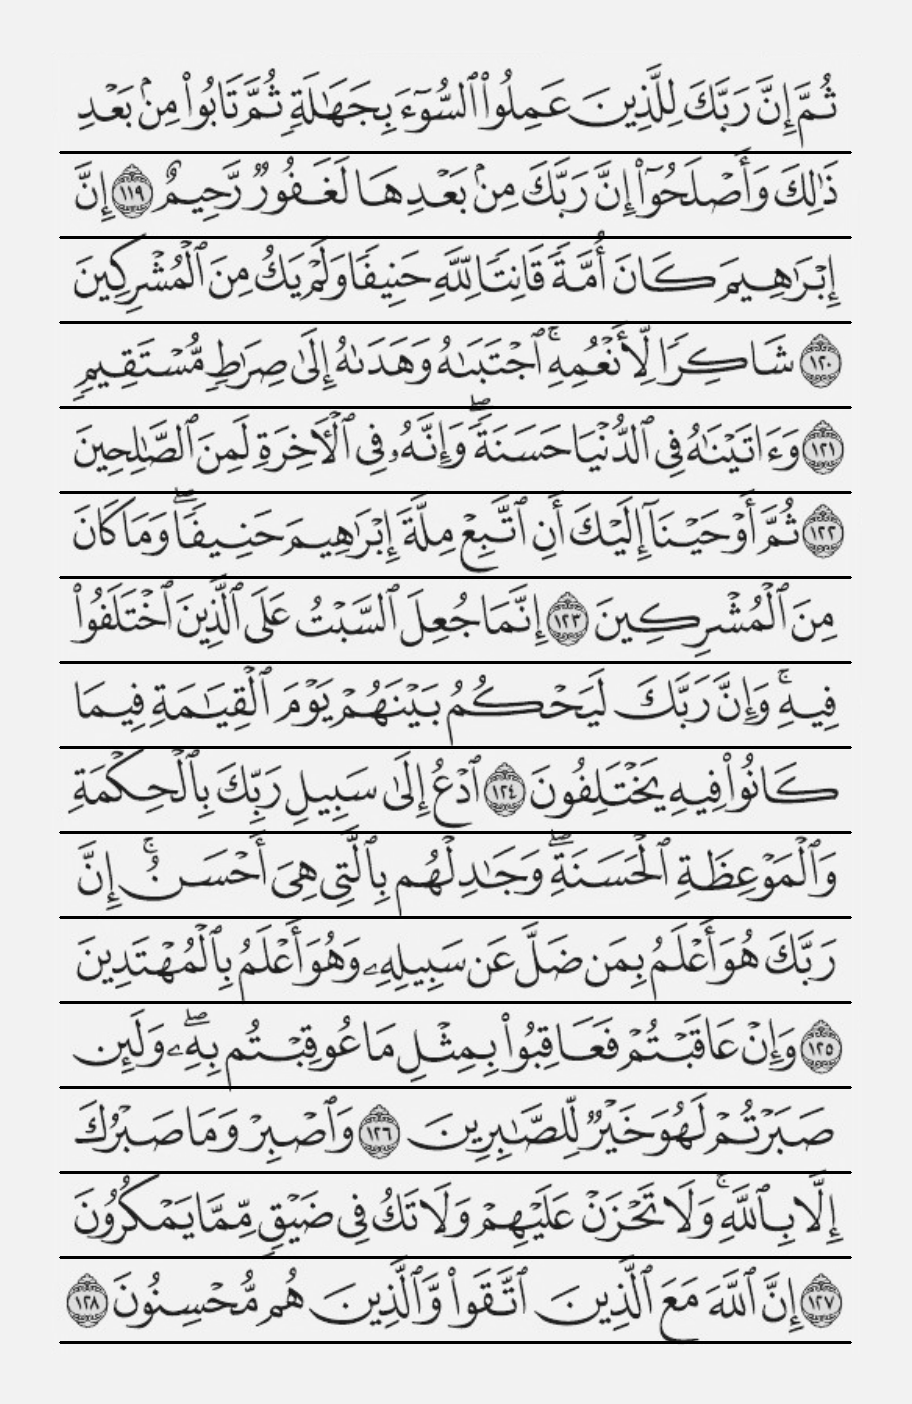 ثُمَّ إِنَّ رَبَّكَ لِلَّذِينَ عَمِلُوا۟ ٱلسُّوٓءَ بِجَهَٰلَةٍ ثُمَّ تَابُوا۟ مِنۢ بَعْدِ
ذَٰلِكَ وَأَصْلَحُوٓا۟ إِنَّ رَبَّكَ مِنۢ بَعْدِهَا لَغَفُورٌ رَّحِيمٌ ١١٩ إِنَّ
إِبْرَٰهِيمَ كَانَ أُمَّةً قَانِتًا لِّلَّهِ حَنِيفًا وَلَمْ يَكُ مِنَ ٱلْمُشْرِكِينَ
١٢٠ شَاكِرًا لِّأَنْعُمِهِ ۚ ٱجْتَبَىٰهُ وَهَدَىٰهُ إِلَىٰ صِرَٰطٍ مُّسْتَقِيمٍ
١٢١ وَءَاتَيْنَٰهُ فِى ٱلدُّنْيَا حَسَنَةً ۖ وَإِنَّهُۥ فِى ٱلْءَاخِرَةِ لَمِنَ ٱلصَّٰلِحِينَ
١٢٢ ثُمَّ أَوْحَيْنَآ إِلَيْكَ أَنِ ٱتَّبِعْ مِلَّةَ إِبْرَٰهِيمَ حَنِيفًا ۖ وَمَا كَانَ
مِنَ ٱلْمُشْرِكِينَ ١٢٣ إِنَّمَا جُعِلَ ٱلسَّبْتُ عَلَى ٱلَّذِينَ ٱخْتَلَفُوا۟
فِيهِ ۚ وَإِنَّ رَبَّكَ لَيَحْكُمُ بَيْنَهُمْ يَوْمَ ٱلْقِيَٰمَةِ فِيمَا
كَانُوا۟ فِيهِ يَخْتَلِفُونَ ١٢٤ ٱدْعُ إِلَىٰ سَبِيلِ رَبِّكَ بِٱلْحِكْمَةِ
وَٱلْمَوْعِظَةِ ٱلْحَسَنَةِ ۖ وَجَٰدِلْهُم بِٱلَّتِى هِىَ أَحْسَنُ ۚ إِنَّ
رَبَّكَ هُوَ أَعْلَمُ بِمَن ضَلَّ عَن سَبِيلِهِۦ وَهُوَ أَعْلَمُ بِٱلْمُهْتَدِينَ
١٢٥ وَإِنْ عَاقَبْتُمْ فَعَاقِبُوا۟ بِمِثْلِ مَا عُوقِبْتُم بِهِۦ ۖ وَلَئِن
صَبَرْتُمْ لَهُوَ خَيْرٌ لِّلصَّٰبِرِينَ ١٢٦ وَٱصْبِرْ وَمَا صَبْرُكَ
إِلَّا بِٱللَّهِ ۚ وَلَا تَحْزَنْ عَلَيْهِمْ وَلَا تَكُ فِى ضَيْقٍ مِّمَّا يَمْكُرُونَ
١٢٧ إِنَّ ٱللَّهَ مَعَ ٱلَّذِينَ ٱتَّقَوا۟ وَّٱلَّذِينَ هُم مُّحْسِنُونَ ١٢٨